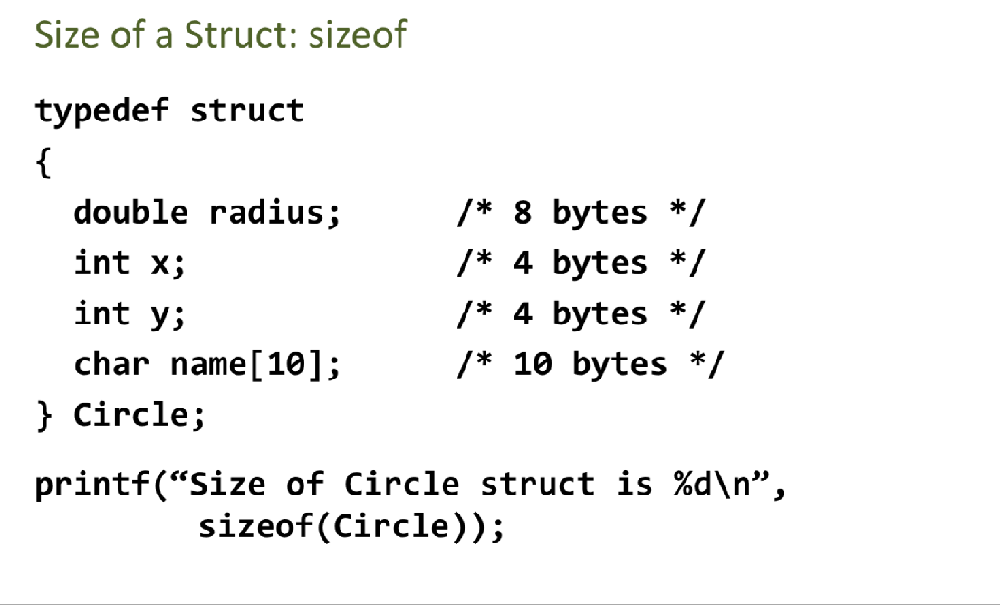 Size of a Struct: sizeof
typedef struct
{
double radius; /* 8 bytes */
int x; /* 4 bytes */
int y; /* 4 bytes */
char name[10]; /* 10 bytes */
} Circle;
printf(“Size of Circle struct is %d\n”,
sizeof(Circle));